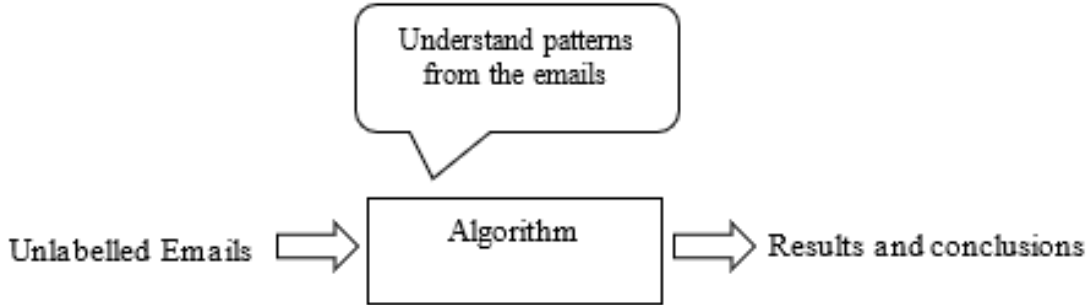 Understand patterns
from the emails
Algorithm
Unlabelled Emails
Results and conclusions